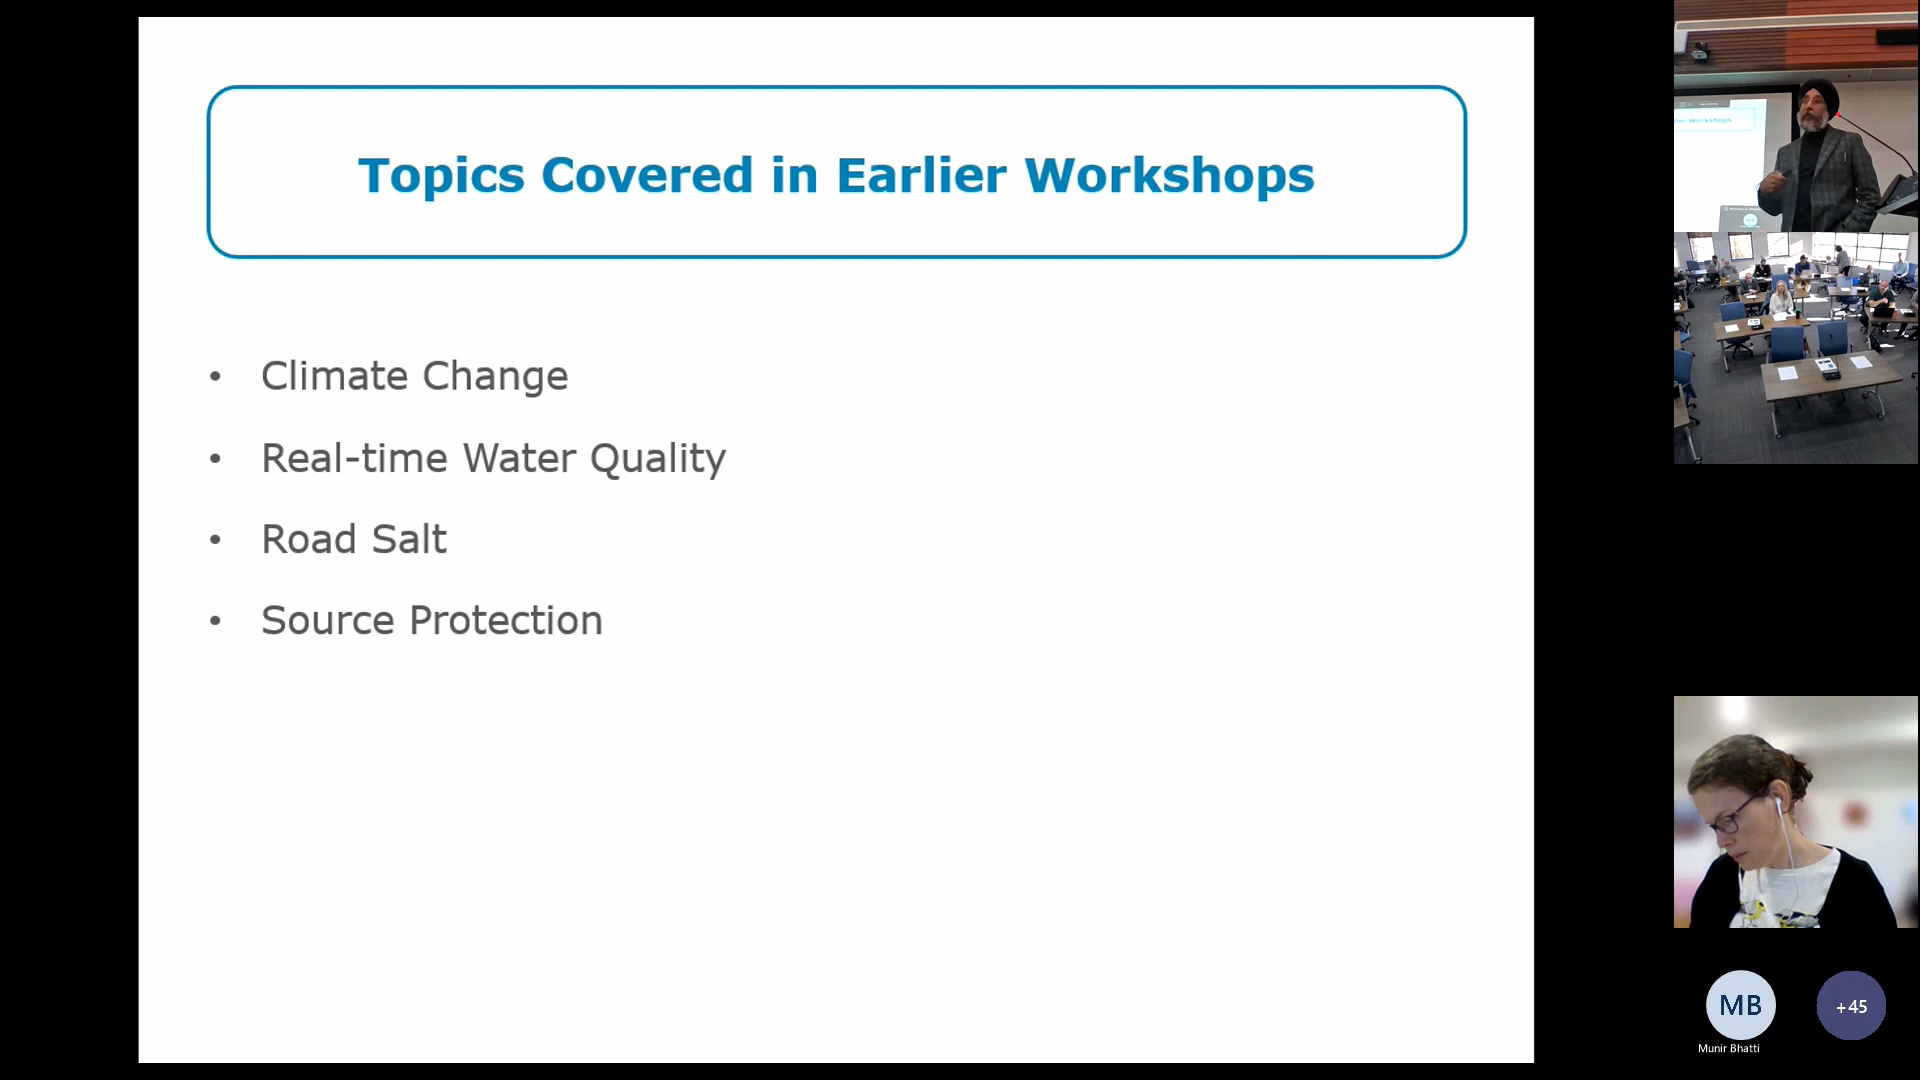 Topics Covered in Earlier Workshops
• Climate Change
• Real-time Water Quality
• Road Salt
• Source Protection
MB
+45
Munir Bhatti